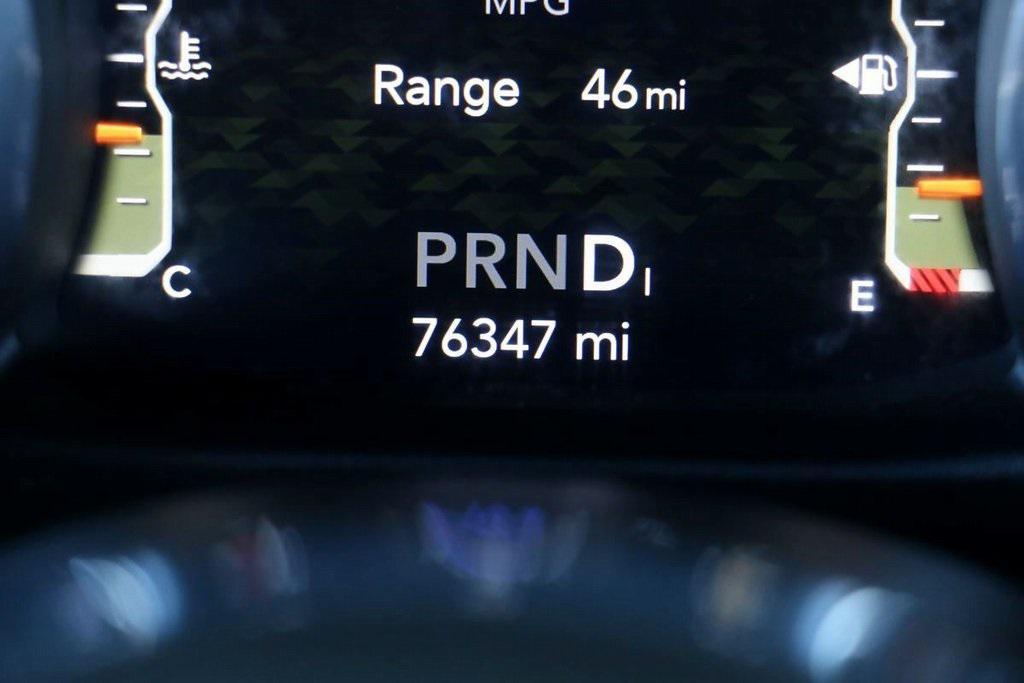 MPG
Range 46 mi
PRND
76347 mi
C
E